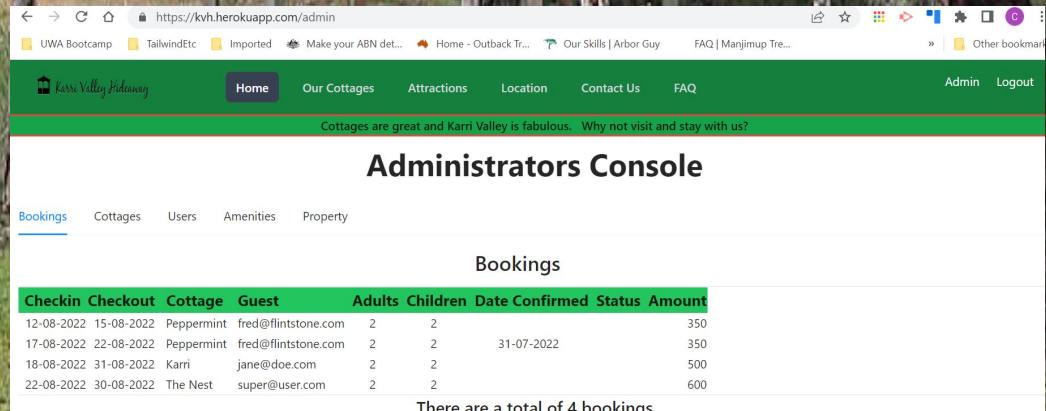 https://kvh.herokuapp.com/admin
C
UWA Bootcamp TailwindEtc Imported Make your ABN det... Home - Outback Tr... Our Skills | Arbor Guy FAQ | Manjimup Tre... » Other bookmark
Karri Valley Hideaway Home Our Cottages Attractions Location Contact Us FAQ Admin Logout
Cottages are great and Karri Valley is fabulous. Why not visit and stay with us?
Administrators Console
Bookings Cottages Users Amenities Property
Bookings
Checkin Checkout Cottage Guest Adults Children Date Confirmed Status Amount
12-08-2022 15-08-2022 Peppermint fred@flintstone.com 2 2 350
17-08-2022 22-08-2022 Peppermint fred@flintstone.com 2 2 31-07-2022 350
18-08-2022 31-08-2022 Karri jane@doe.com 2 2 500
22-08-2022 30-08-2022 The Nest super@user.com 2 2 600
There are a total of 4 bookings